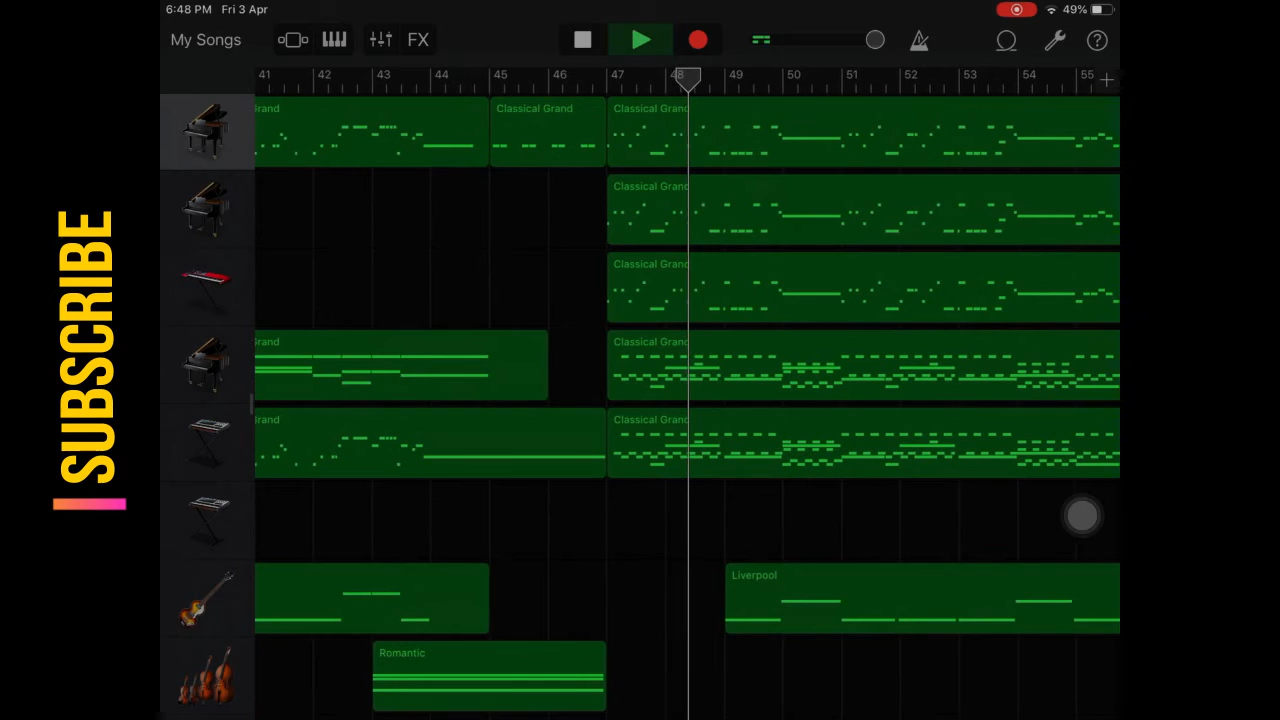 6:48 PM Fri 3 Apr
49%
My Songs
FX
41 42 43 44 45 46 47 48 49 50 51 52 53 54 55
Grand
Classical Grand
Classical Grand
Classical Grand
Classical Grand
Grand
Classical Grand
Grand
Classical Grand
Liverpool
Romantic
SUBSCRIBE